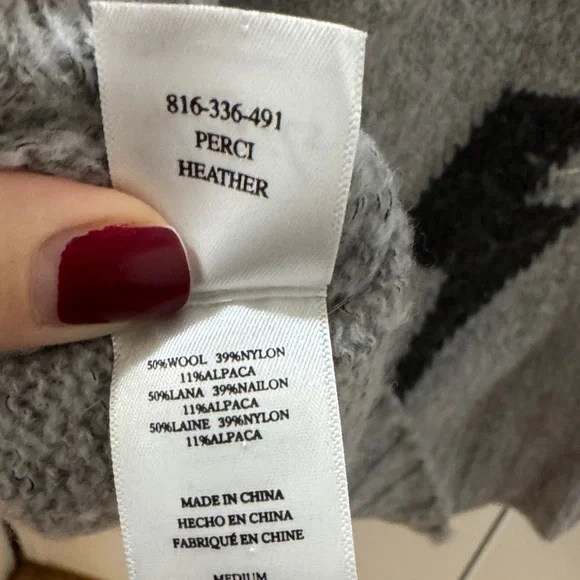 816-336-491
PERCI
HEATHER
50%WOOL 39%NYLON
11%ALPACA
50%LANA 39%NAILON
11%ALPACA
50%LAINE 39%NYLON
11%ALPACA
MADE IN CHINA
HECHO EN CHINA
FABRIQUÉ EN CHINE
MEDIUM